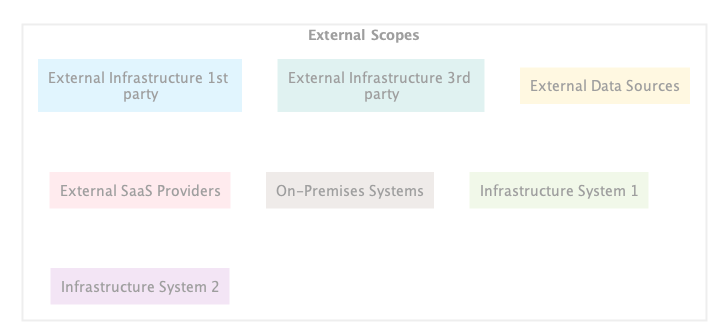 External Scopes
External Infrastructure 1st
party
External Infrastructure 3rd
party
External Data Sources
External SaaS Providers
On-Premises Systems
Infrastructure System 1
Infrastructure System 2